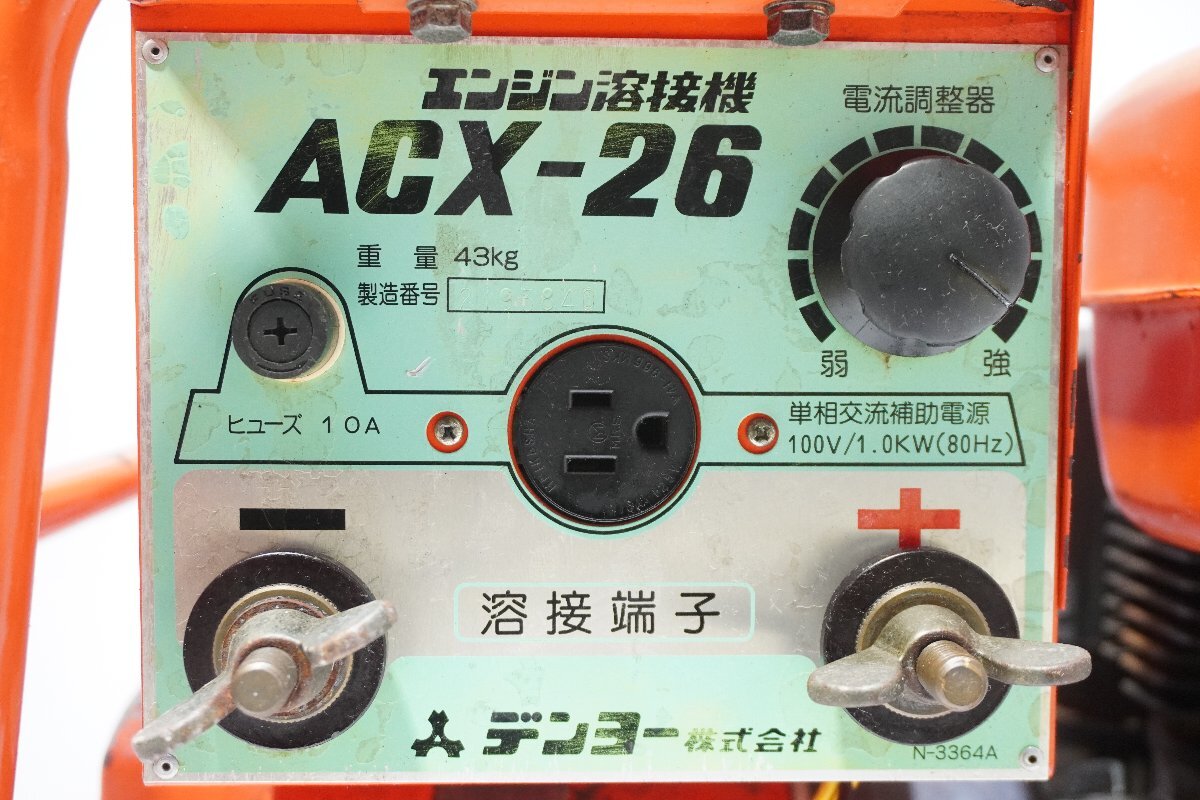 エンジン溶接機
ACX-26
電流調整器
重量 43kg
製造番号
弱 強
ヒューズ 10A
単相交流補助電源
100V/1.0KW(80Hz)
− +
溶接端子
デンヨー株式会社
N-3364A